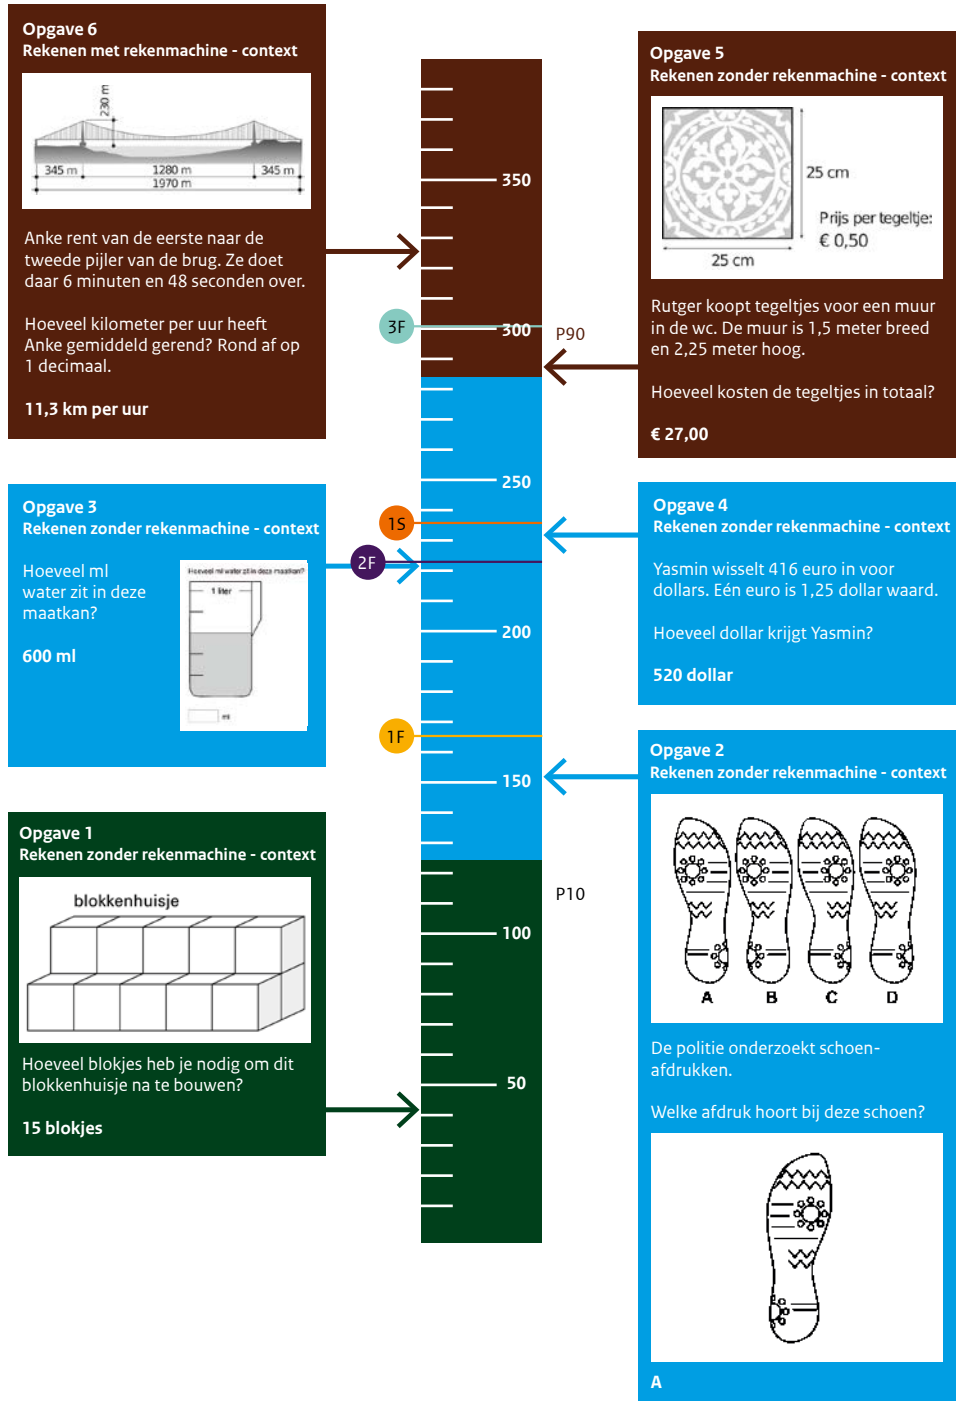 Opgave 6
Rekenen met rekenmachine - context
230 m
345 m
1280 m
345 m
1970 m
Anke rent van de eerste naar de
tweede pijler van de brug. Ze doet
daar 6 minuten en 48 seconden over.
Hoeveel kilometer per uur heeft
Anke gemiddeld gerend? Rond af op
1 decimaal.
11,3 km per uur
Opgave 5
Rekenen zonder rekenmachine - context
25 cm
Prijs per tegeltje:
€ 0,50
25 cm
Rutger koopt tegeltjes voor een muur
in de wc. De muur is 1,5 meter breed
en 2,25 meter hoog.
Hoeveel kosten de tegeltjes in totaal?
€ 27,00
350
3F
300
P90
250
1S
2F
200
1F
150
P10
100
50
Opgave 3
Rekenen zonder rekenmachine - context
Hoeveel ml
water zit in deze
maatkan?
600 ml
Hoeveel ml water zit in deze maatkan?
1 liter
ml
Opgave 4
Rekenen zonder rekenmachine - context
Yasmin wisselt 416 euro in voor
dollars. Eén euro is 1,25 dollar waard.
Hoeveel dollar krijgt Yasmin?
520 dollar
Opgave 1
Rekenen zonder rekenmachine - context
blokkenhuisje
Hoeveel blokjes heb je nodig om dit
blokkenhuisje na te bouwen?
15 blokjes
Opgave 2
Rekenen zonder rekenmachine - context
A B C D
De politie onderzoekt schoen-
afdrukken.
Welke afdruk hoort bij deze schoen?
A